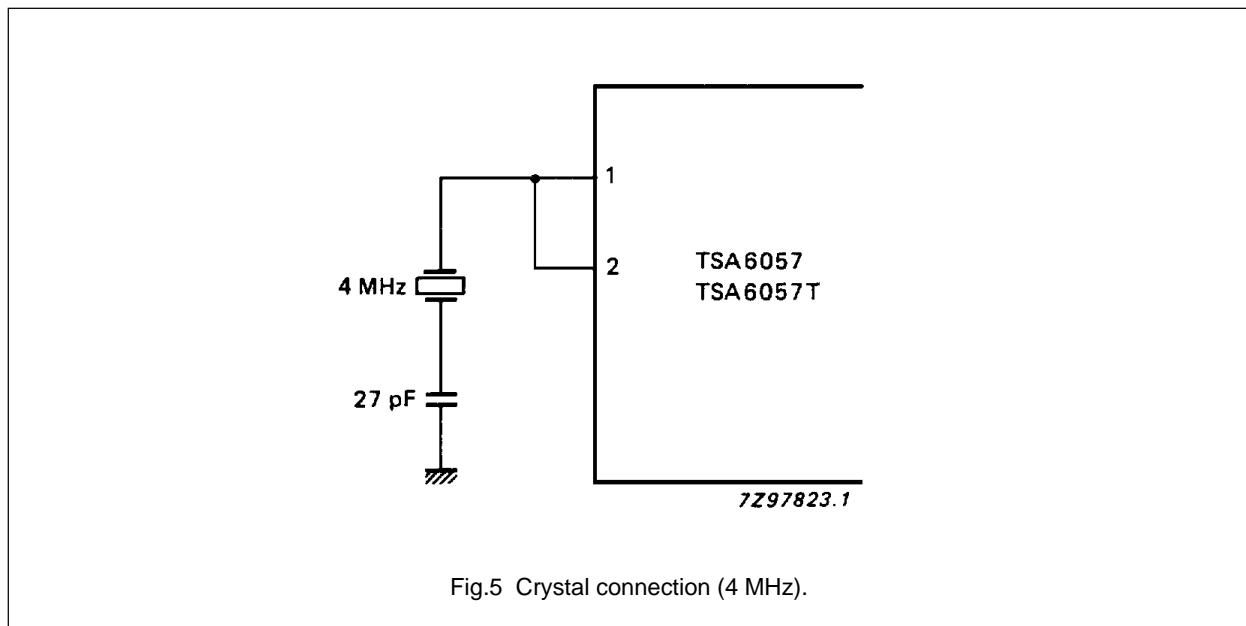 1
2
TSA6057
TSA6057T
4 MHz
27 pF
7Z97823.1
Fig.5 Crystal connection (4 MHz).